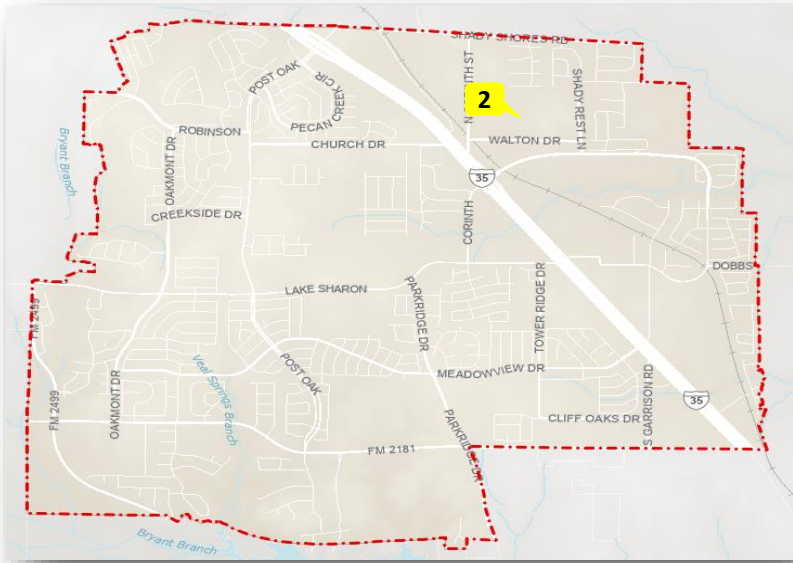 SHADY SHORES RD
POST OAK
PECAN CREEK CIR
2
SHADY REST LN
ROBINSON
CHURCH DR
WALTON DR
Bryant Branch
OAKMONT DR
35
CREEKSIDE DR
CORINTH
DOBBS
LAKE SHARON
PARKRIDGE DR
TOWER RIDGE DR
FM 2499
Veal Springs Branch
POST OAK
MEADOWVIEW DR
OAKMONT DR
FM 2499
35
CLIFF OAKS DR
S GARRISON RD
PARKRIDGE DR
FM 2181
Bryant Branch